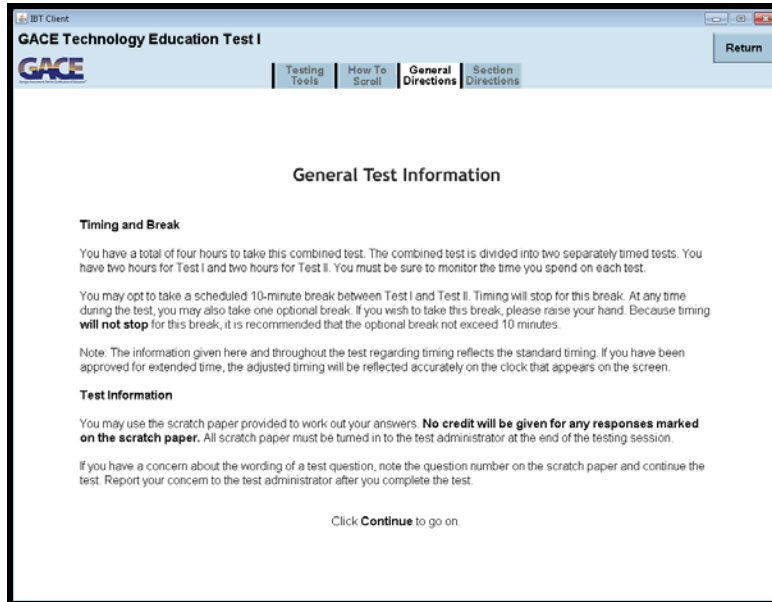 IBT Client
GACE Technology Education Test I
Return
GACE
Testing Tools
How To Scroll
General Directions
Section Directions
General Test Information
Timing and Break
You have a total of four hours to take this combined test. The combined test is divided into two separately timed tests. You
have two hours for Test I and two hours for Test II. You must be sure to monitor the time you spend on each test.
You may opt to take a scheduled 10-minute break between Test I and Test II. Timing will stop for this break. At any time
during the test, you may also take one optional break. If you wish to take this break, please raise your hand. Because timing
will not stop for this break, it is recommended that the optional break not exceed 10 minutes.
Note: The information given here and throughout the test regarding timing reflects the standard timing. If you have been
approved for extended time, the adjusted timing will be reflected accurately on the clock that appears on the screen.
Test Information
You may use the scratch paper provided to work out your answers. No credit will be given for any responses marked
on the scratch paper. All scratch paper must be turned in to the test administrator at the end of the testing session.
If you have a concern about the wording of a test question, note the question number on the scratch paper and continue the
test. Report your concern to the test administrator after you complete the test.
Click Continue to go on.